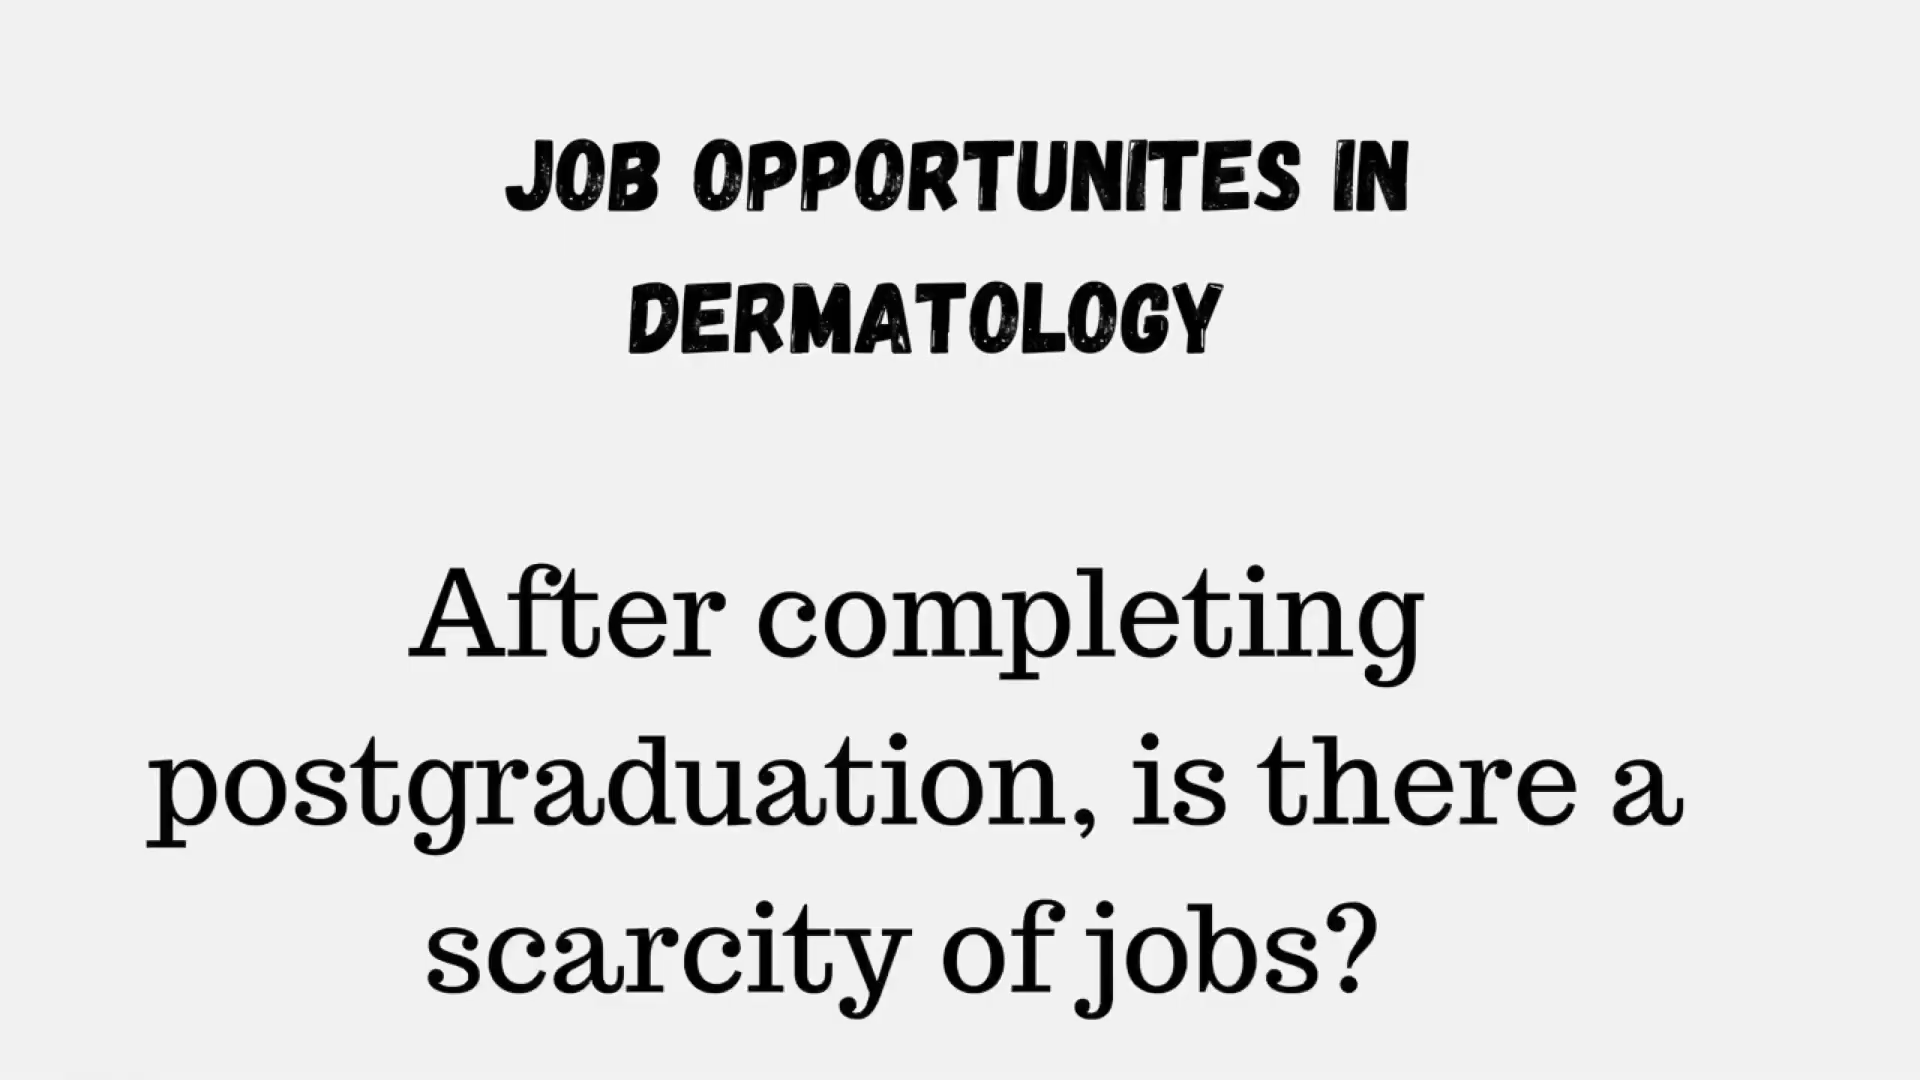 JOB OPPORTUNITES IN
DERMATOLOGY
After completing
postgraduation, is there a
scarcity of jobs?